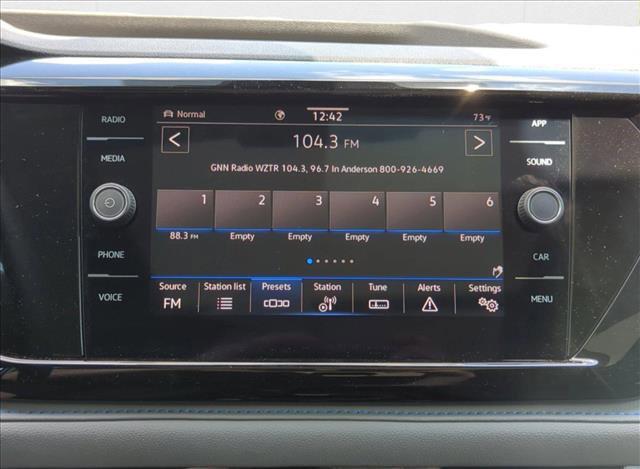 RADIO
MEDIA
PHONE
VOICE
Normal
12:42
73°F
104.3 FM
< >
GNN Radio WZTR 104.3, 96.7 In Anderson 800-926-4669
1 2 3 4 5 6
88.3 FM Empty Empty Empty Empty Empty
Source Station list Presets Station Tune Alerts Settings
FM
APP
SOUND
CAR
MENU